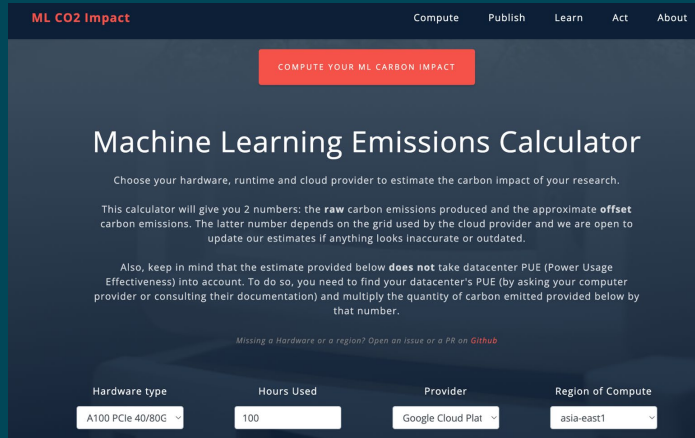 ML CO2 Impact
Compute Publish Learn Act About
COMPUTE YOUR ML CARBON IMPACT
Machine Learning Emissions Calculator
Choose your hardware, runtime and cloud provider to estimate the carbon impact of your research.
This calculator will give you 2 numbers: the raw carbon emissions produced and the approximate offset
carbon emissions. The latter number depends on the grid used by the cloud provider and we are open to
update our estimates if anything looks inaccurate or outdated.
Also, keep in mind that the estimate provided below does not take datacenter PUE (Power Usage
Effectiveness) into account. To do so, you need to find your datacenter's PUE (by asking your computer
provider or consulting their documentation) and multiply the quantity of carbon emitted provided below by
that number.
Missing a Hardware or a region? Open an issue or a PR on Github
Hardware type Hours Used Provider Region of Compute
A100 PCIe 40/80G 100 Google Cloud Plat asia-east1